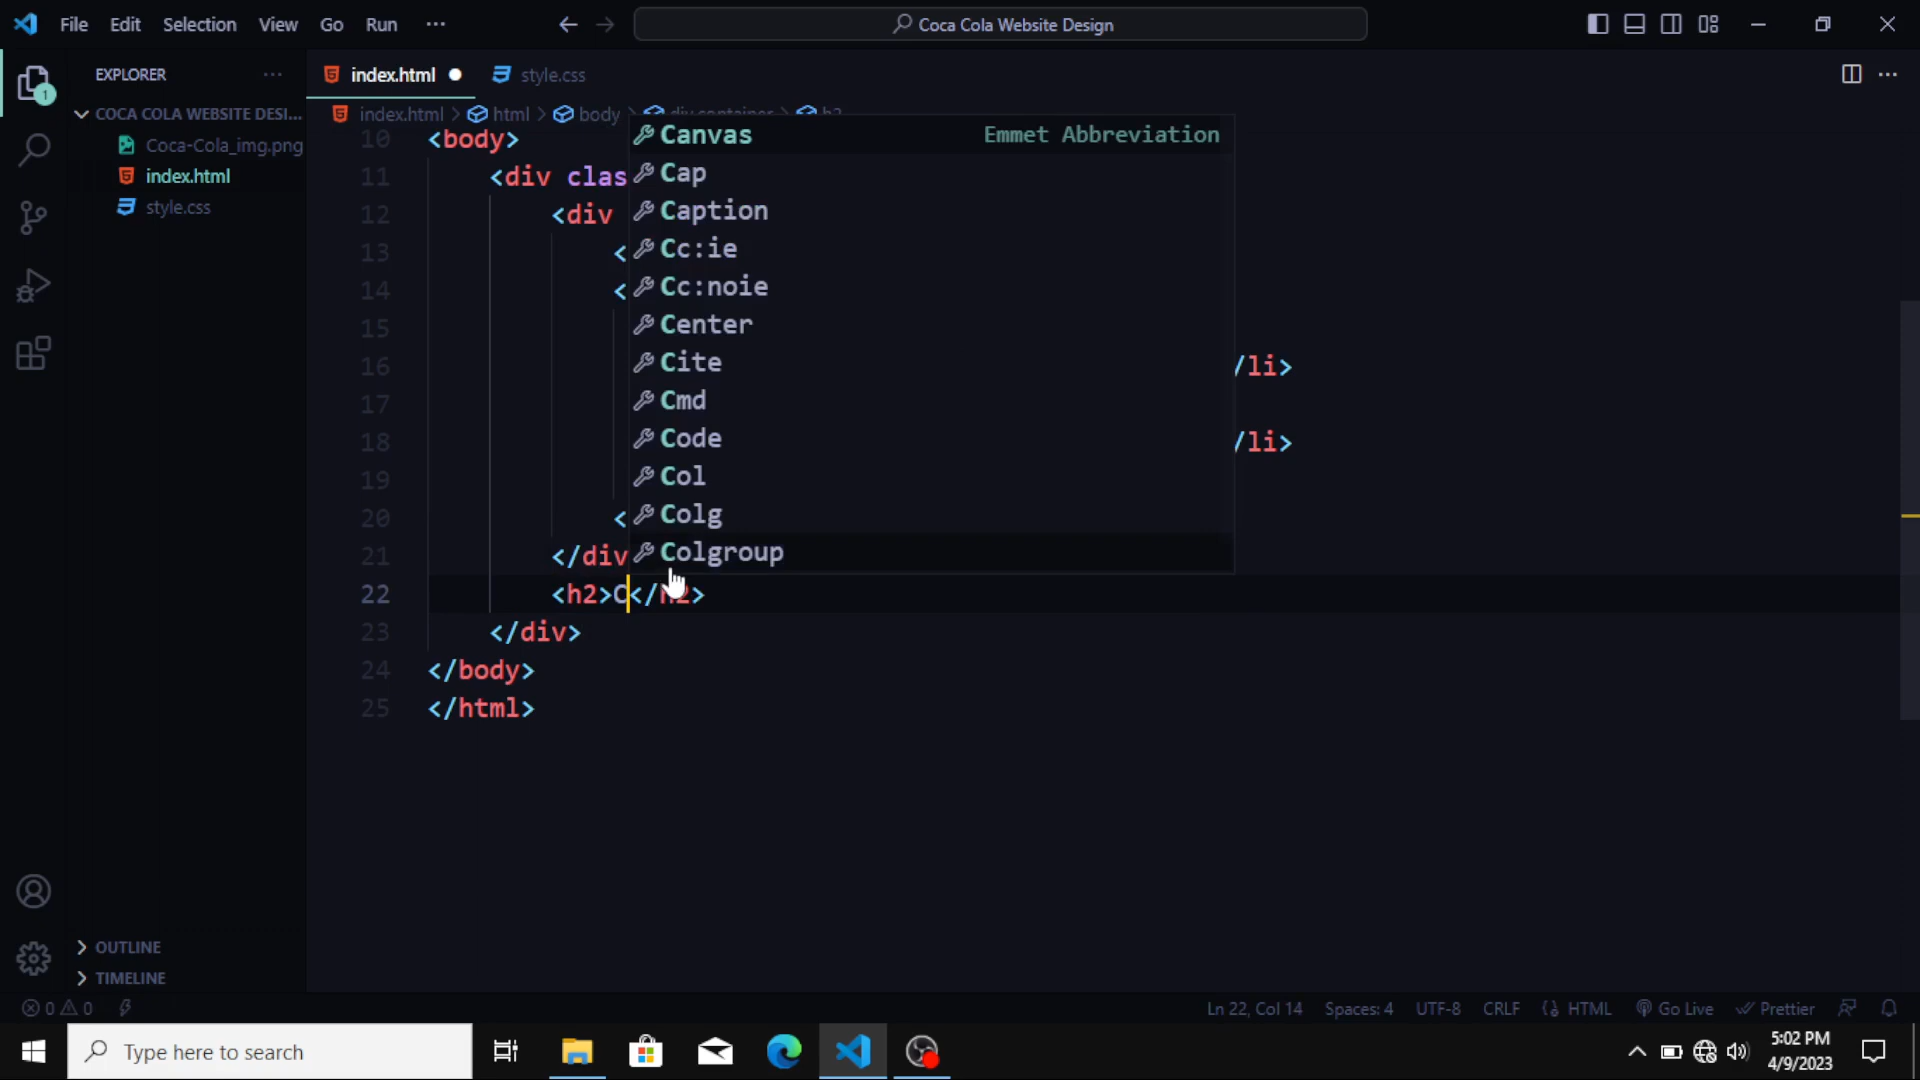 File Edit Selection View Go Run ··· Coca Cola Website Design
EXPLORER ··· index.html style.css
COCA COLA WEBSITE DESI... index.html > html > body > div.container > h2
Coca-Cola_img.png
index.html
style.css
1
10 <body>
11 <div clas
12 <div
13 <
14 <
15
16 /li>
17
18 /li>
19
20 <
21 </div
22 <h2>C</h2>
23 </div>
24 </body>
25 </html>
Canvas Emmet Abbreviation
Cap
Caption
Cc:ie
Cc:noie
Center
Cite
Cmd
Code
Col
Colg
Colgroup
OUTLINE
TIMELINE
0 0 Ln 22, Col 14 Spaces: 4 UTF-8 CRLF HTML Go Live Prettier
Type here to search
5:02 PM
4/9/2023